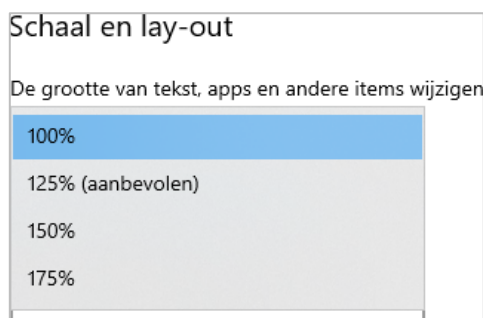 Schaal en lay-out
De grootte van tekst, apps en andere items wijzigen
100%
125% (aanbevolen)
150%
175%